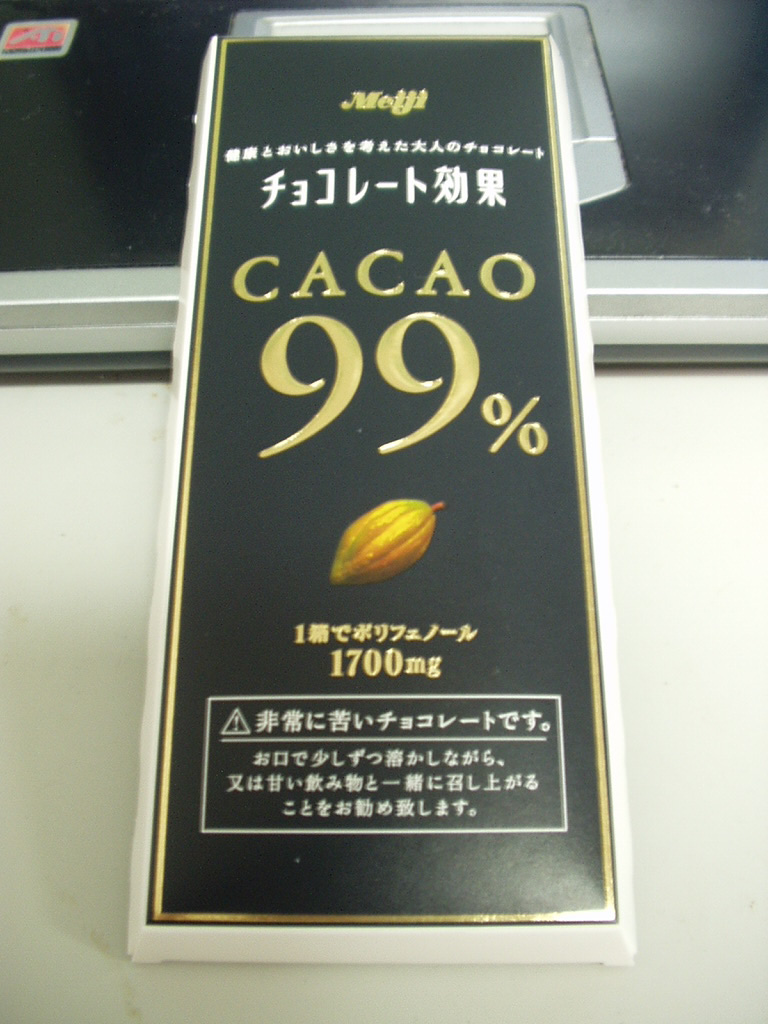 Meiji
健康とおいしさを考えた大人のチョコレート
チョコレート効果
CACAO
99%
1箱でポリフェノール
1700mg
非常に苦いチョコレートです。
お口で少しずつ溶かしながら、
又は甘い飲み物と一緒に召し上がる
ことをお勧め致します。